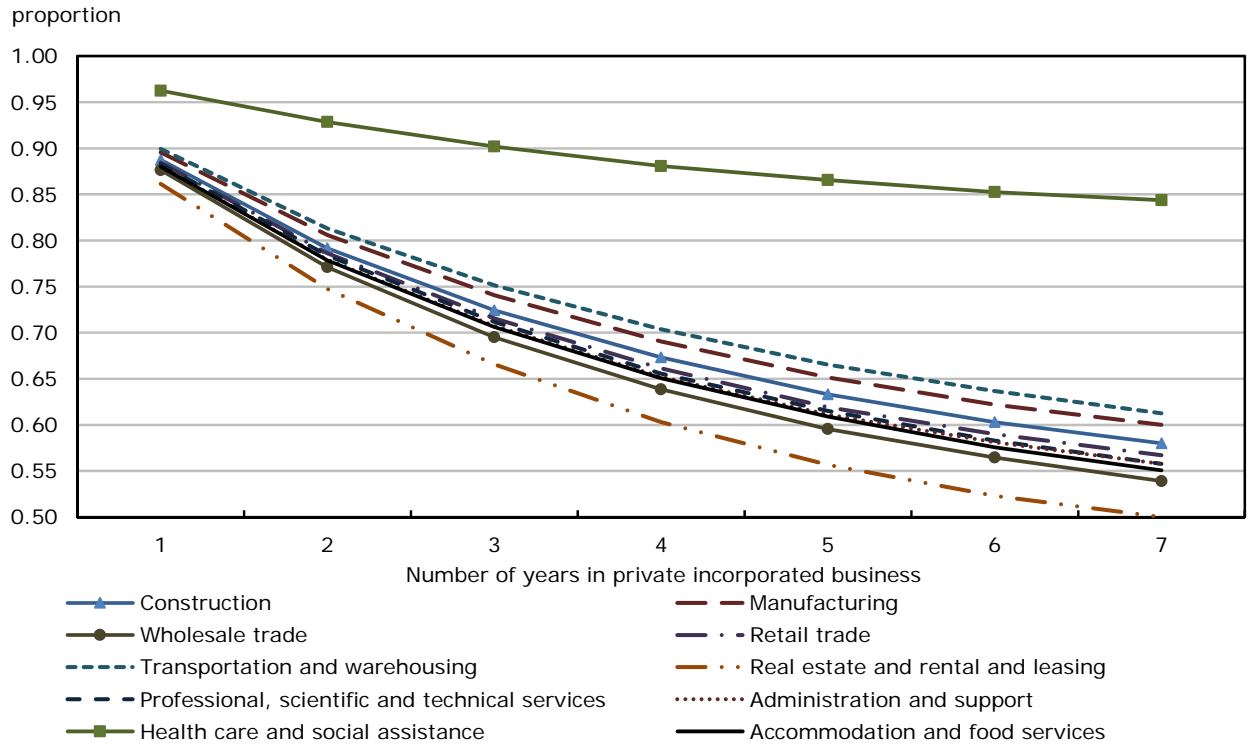 proportion
1.00
0.95
0.90
0.85
0.80
0.75
0.70
0.65
0.60
0.55
0.50
1 2 3 4 5 6 7
Number of years in private incorporated business
Construction Manufacturing
Wholesale trade Retail trade
Transportation and warehousing Real estate and rental and leasing
Professional, scientific and technical services Administration and support
Health care and social assistance Accommodation and food services